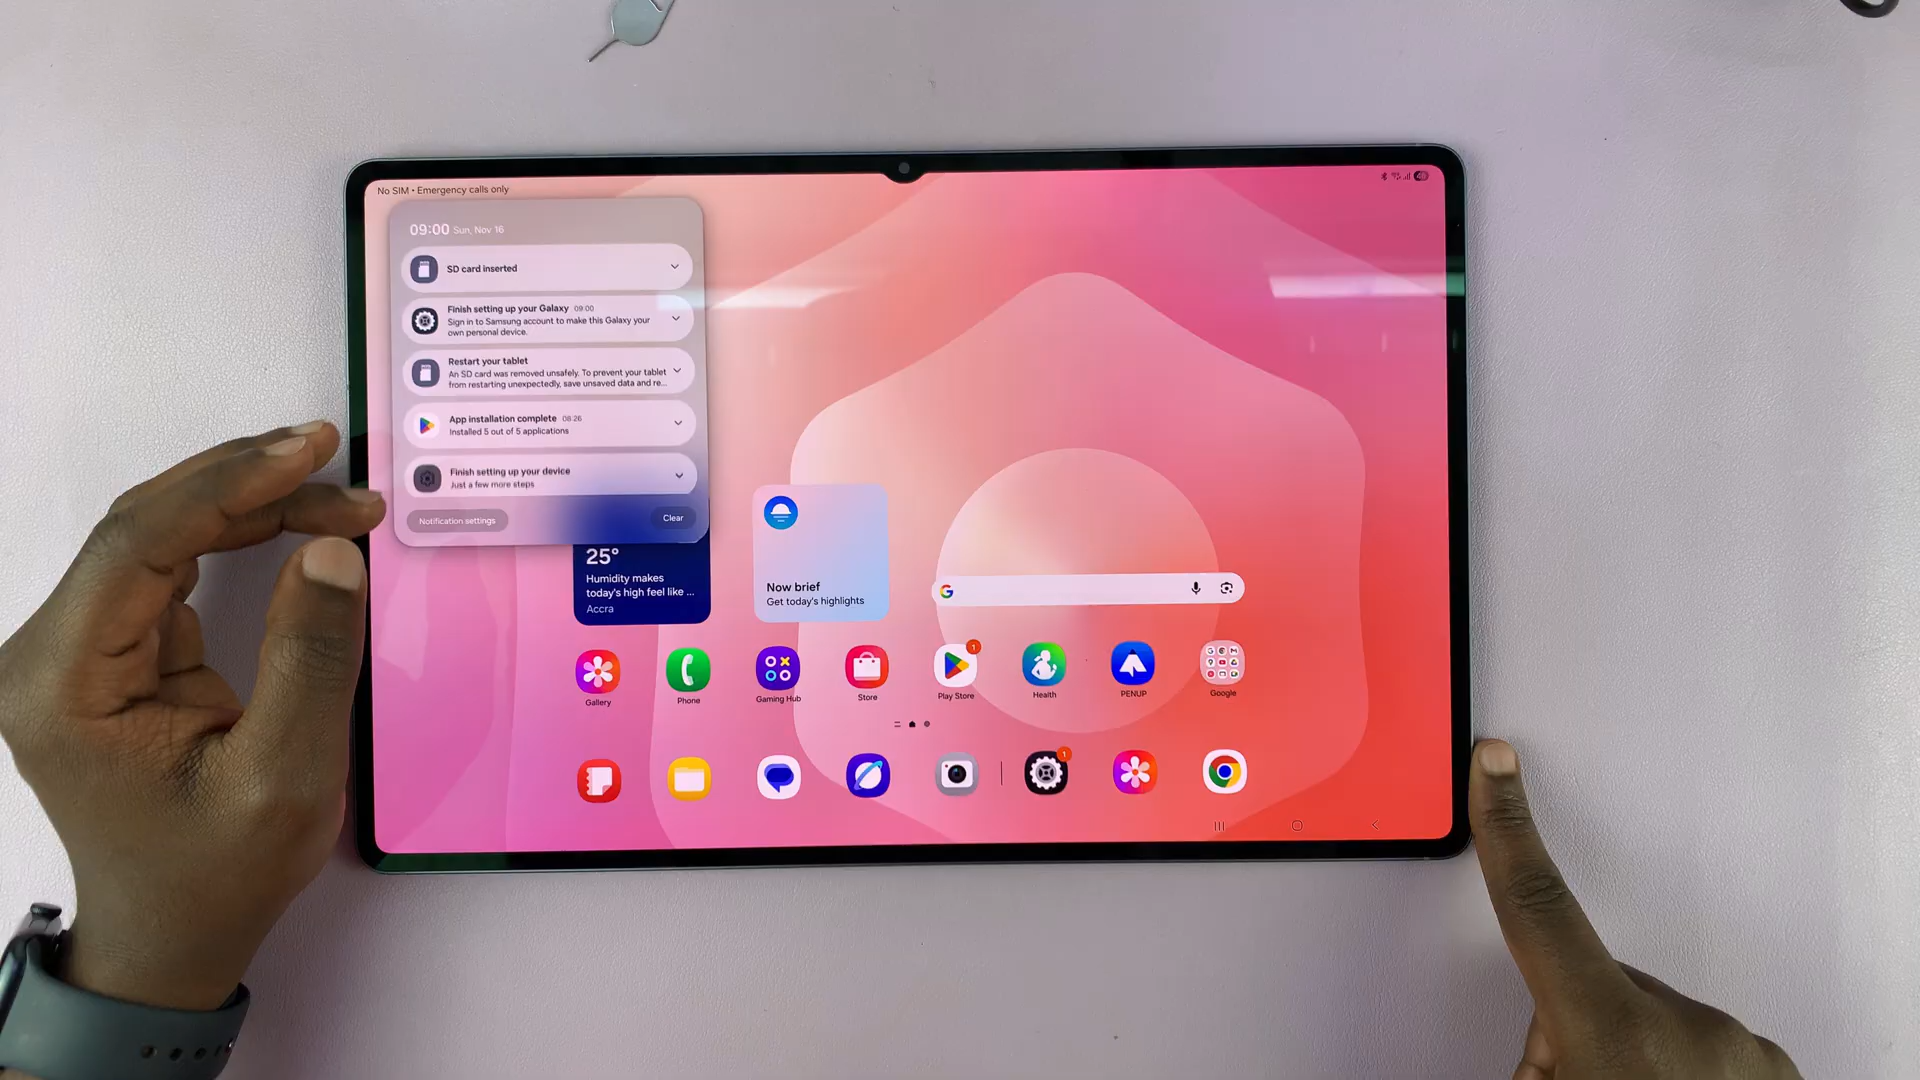 No SIM • Emergency calls only
09:00 Sun, Nov 16
SD card inserted
Finish setting up your Galaxy 09:00
Sign in to Samsung account to make this Galaxy your
own personal device.
Restart your tablet
An SD card was removed unsafely. To prevent your tablet
from restarting unexpectedly, save unsaved data and re...
App installation complete 08:26
Installed 5 out of 5 applications
Finish setting up your device
Just a few more steps
Notification settings
Clear
25°
Humidity makes
today's high feel like ...
Accra
Now brief
Get today's highlights
Gallery
Phone
Gaming Hub
Store
1
Play Store
Health
PENUP
Google
1